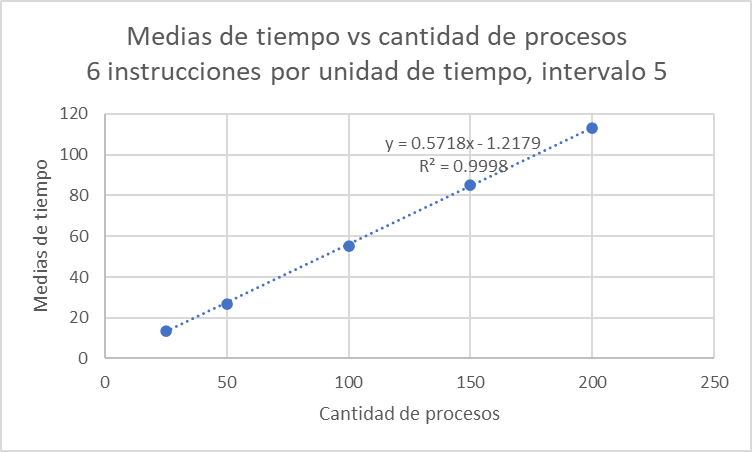 Medias de tiempo vs cantidad de procesos
6 instrucciones por unidad de tiempo, intervalo 5
120
100
80
60
40
20
0
Medias de tiempo
y = 0.5718x - 1.2179
R² = 0.9998
0 50 100 150 200 250
Cantidad de procesos